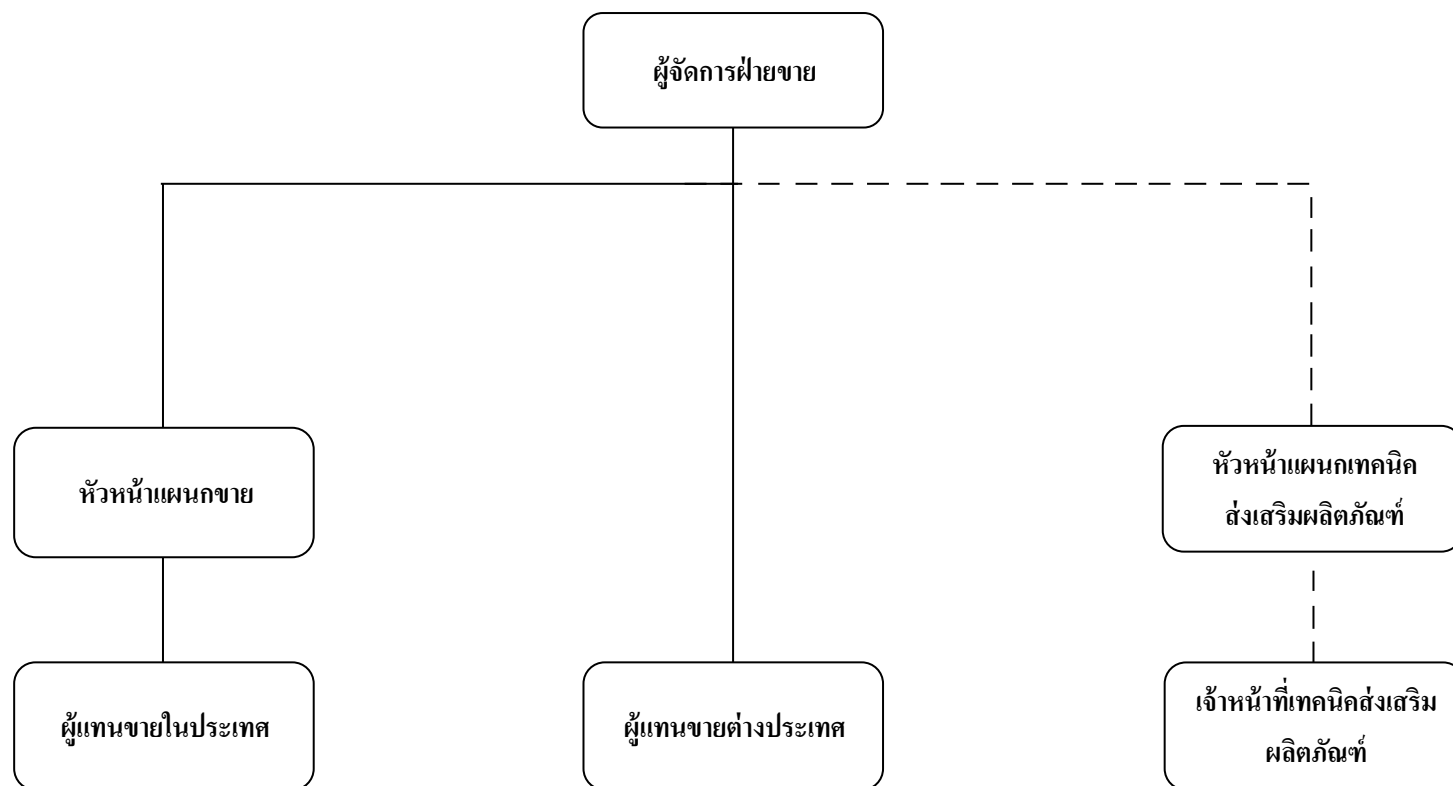 ผู้จัดการฝ่ายขาย
หัวหน้าแผนกขาย
หัวหน้าแผนกเทคนิค
ส่งเสริมผลิตภัณฑ์
ผู้แทนขายในประเทศ
ผู้แทนขายต่างประเทศ
เจ้าหน้าที่เทคนิคส่งเสริม
ผลิตภัณฑ์